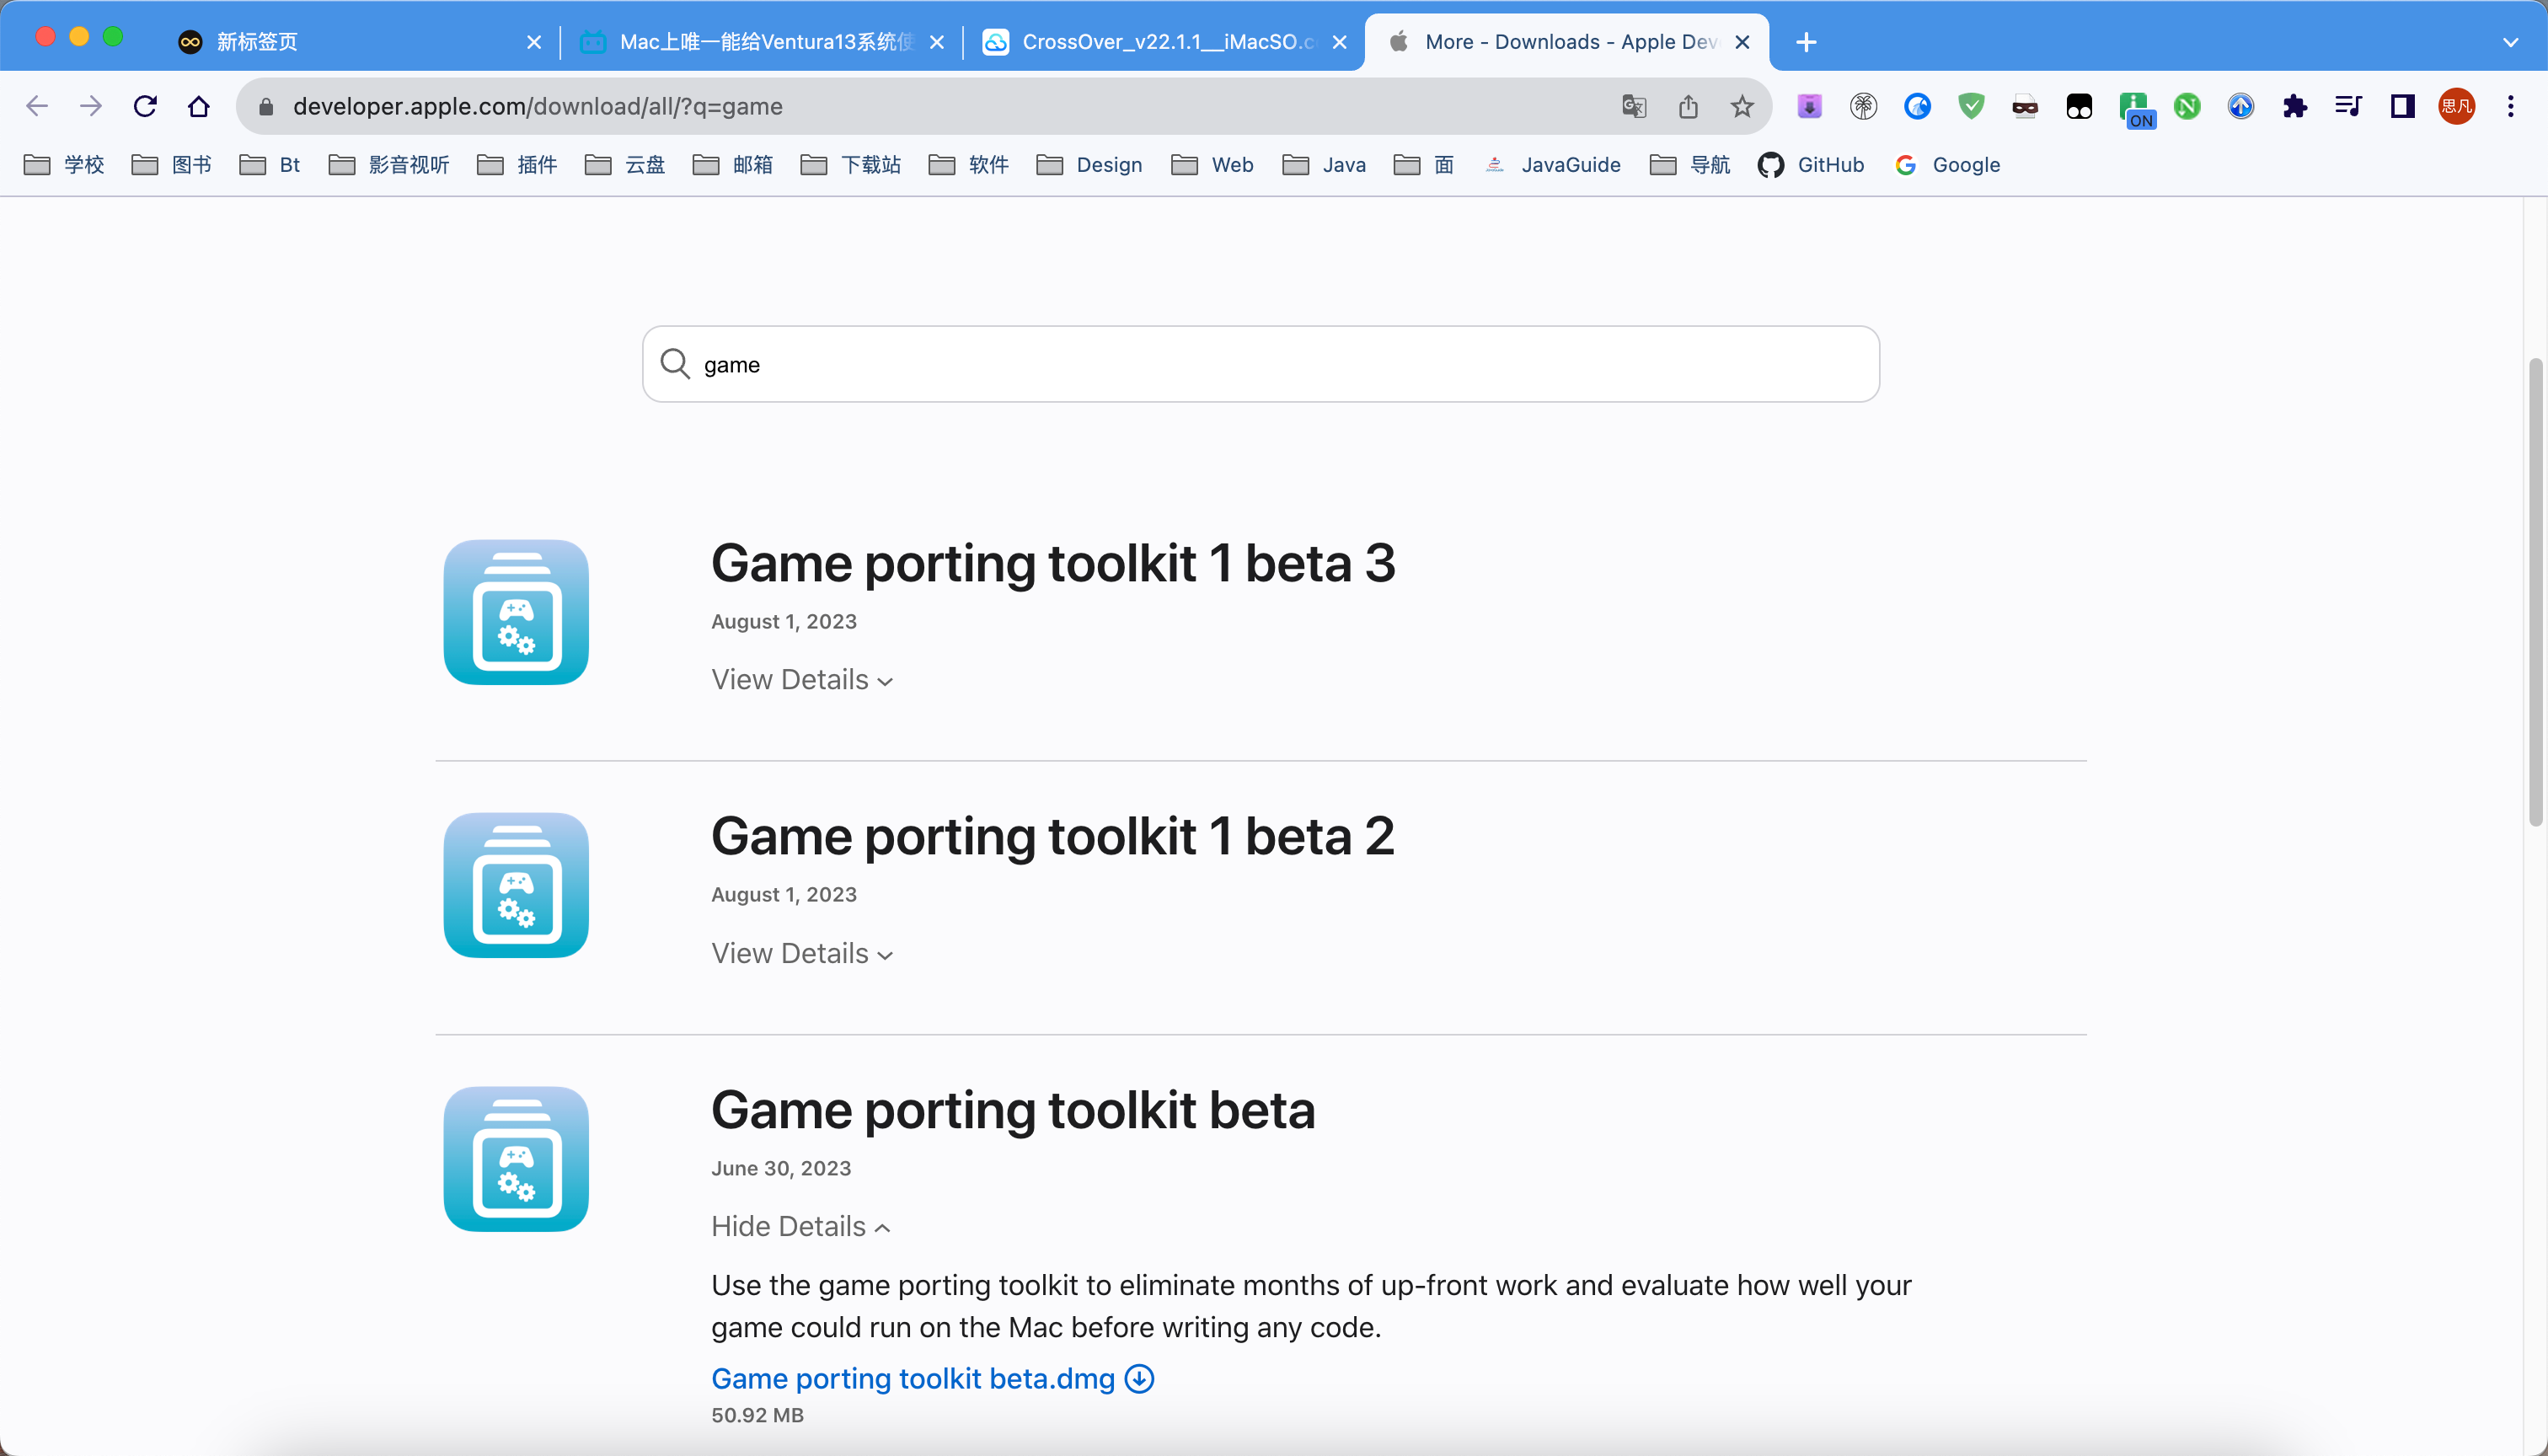 新标签页
Mac上唯一能给Ventura13系统使
CrossOver_v22.1.1__iMacSO.c
More - Downloads - Apple Dev
developer.apple.com/download/all/?q=game
ON
思凡
学校 图书 Bt 影音视听 插件 云盘 邮箱 下载站 软件 Design Web Java 面 JavaGuide 导航 GitHub Google
game
Game porting toolkit 1 beta 3
August 1, 2023
View Details
Game porting toolkit 1 beta 2
August 1, 2023
View Details
Game porting toolkit beta
June 30, 2023
Hide Details
Use the game porting toolkit to eliminate months of up-front work and evaluate how well your
game could run on the Mac before writing any code.
Game porting toolkit beta.dmg
50.92 MB